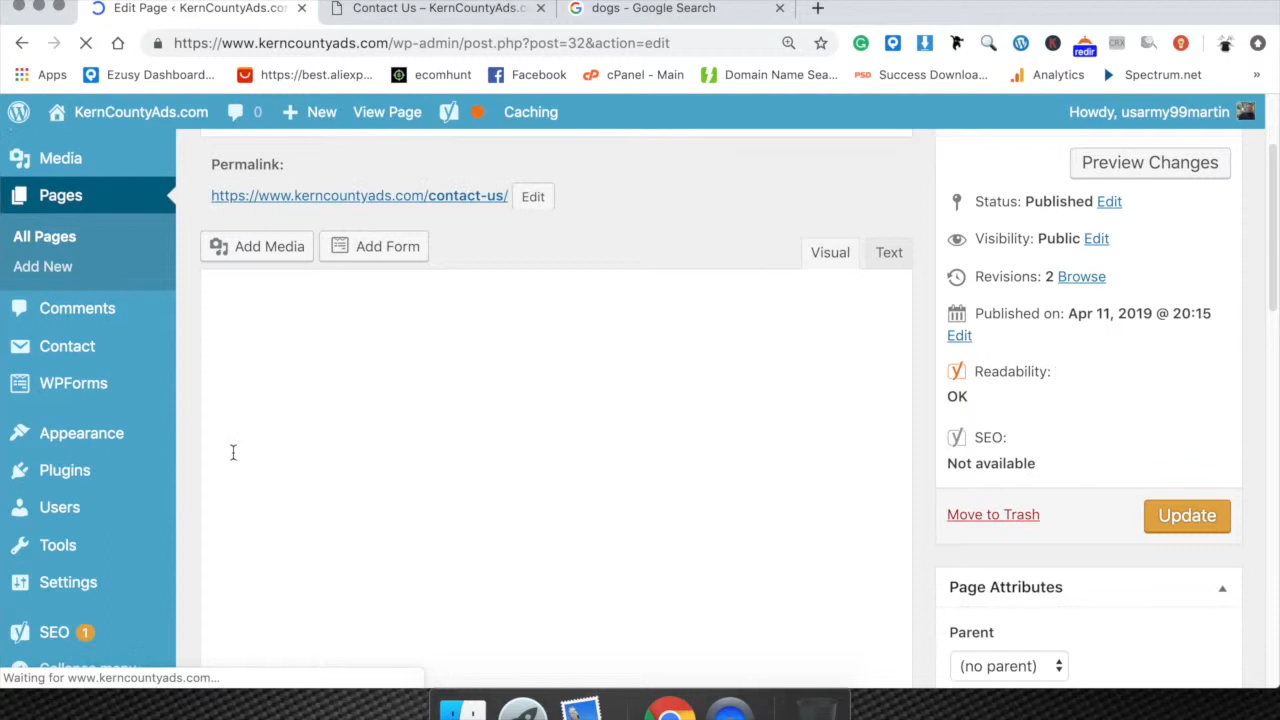 Edit Page < KernCountyAds.co
Contact Us – KernCountyAds.c
dogs - Google Search
https://www.kerncountyads.com/wp-admin/post.php?post=32&action=edit
redir
Apps
Ezusy Dashboard...
https://best.aliexp...
ecomhunt
Facebook
cPanel - Main
Domain Name Sea...
PSD
Success Downloa...
Analytics
Spectrum.net
»
KernCountyAds.com
0
New
View Page
Caching
Howdy, usarmy99martin
Media
Pages
All Pages
Add New
Comments
Contact
WPForms
Appearance
Plugins
Users
Tools
Settings
SEO 1
Collapse menu
Permalink:
https://www.kerncountyads.com/contact-us/ Edit
Add Media
Add Form
Visual
Text
Preview Changes
Status: Published Edit
Visibility: Public Edit
Revisions: 2 Browse
Published on: Apr 11, 2019 @ 20:15
Edit
Readability:
OK
SEO:
Not available
Move to Trash
Update
Page Attributes
Parent
(no parent)
Waiting for www.kerncountyads.com...